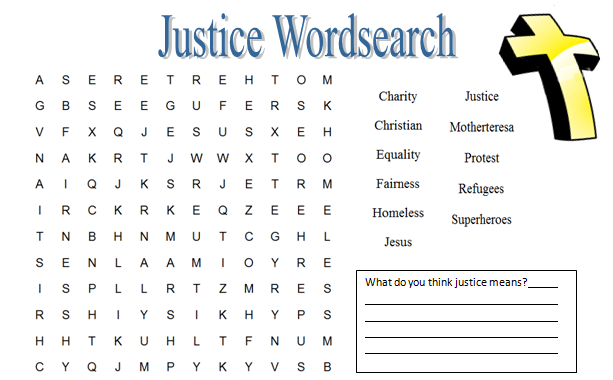 Justice Wordsearch
A S E R E T R E H T O M
G B S E E G U F E R S K
V F X Q J E S U S X E H
N A K R T J W W X T O O
A I Q J K S R J E T R M
I R C K R K E Q Z E E E
T N B H N M U T C G H L
S E N L A A M I O Y R E
I S P L L R T Z M R E S
R S H I Y S I K H Y P S
H H T K U H L T F N U M
C Y Q J M P Y K Y V S B
Charity Justice
Christian Motherteresa
Equality Protest
Fairness Refugees
Homeless Superheroes
Jesus
What do you think justice means?_____